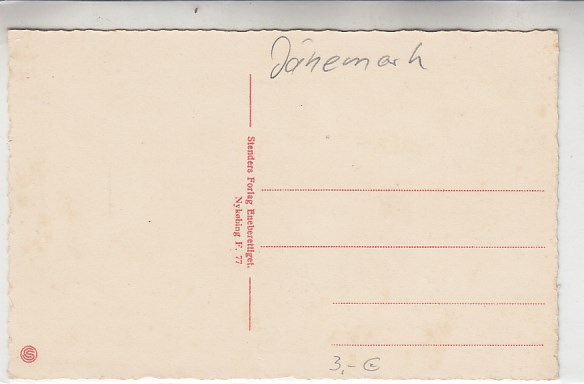 Dänemark
Stenders Forlag Eneberettiget.
Nykøbing F. 77
3,- €